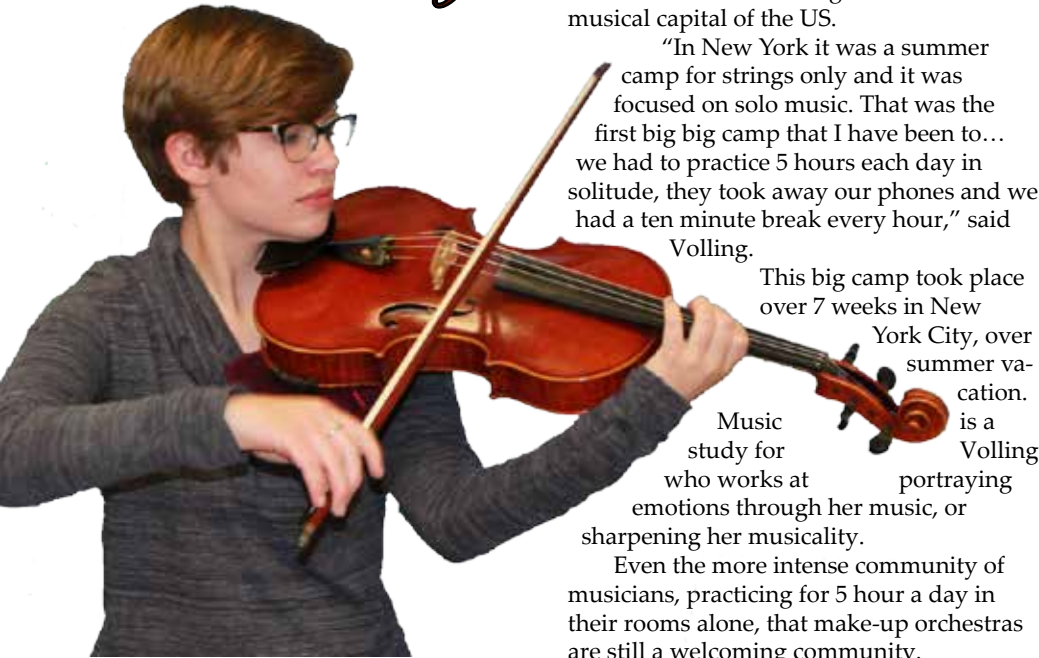 musical capital of the US.
“In New York it was a summer
camp for strings only and it was
focused on solo music. That was the
first big big camp that I have been to…
we had to practice 5 hours each day in
solitude, they took away our phones and we
had a ten minute break every hour,” said
Volling.
This big camp took place
over 7 weeks in New
York City, over
summer va-
cation.
Music is a
study for Volling
who works at portraying
emotions through her music, or
sharpening her musicality.
Even the more intense community of
musicians, practicing for 5 hour a day in
their rooms alone, that make-up orchestras
are still a welcoming community.